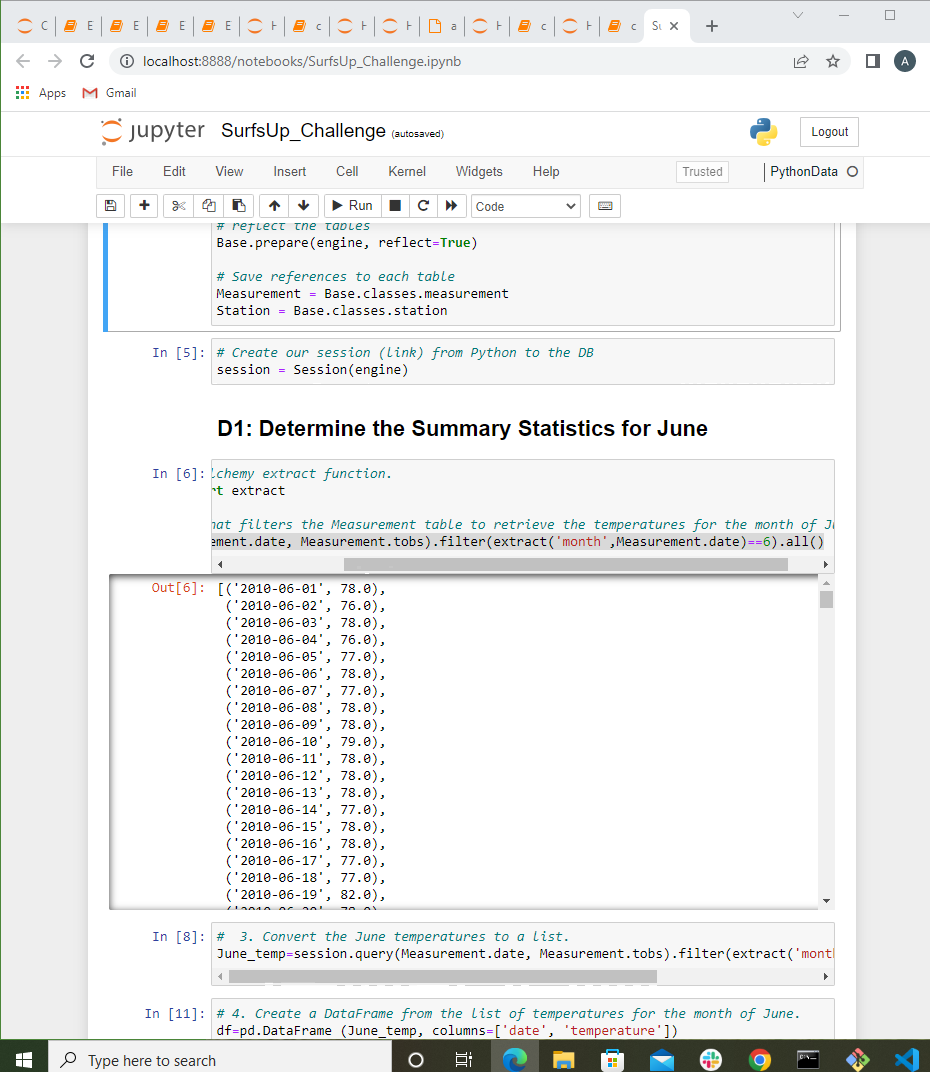 C
E
E
E
E
H
c
H
H
a
H
c
H
c
Su
localhost:8888/notebooks/SurfsUp_Challenge.ipynb
A
Apps
Gmail
jupyter SurfsUp_Challenge (autosaved)
Logout
File Edit View Insert Cell Kernel Widgets Help
Trusted
PythonData
Run
Code
# reflect the tables
Base.prepare(engine, reflect=True)
# Save references to each table
Measurement = Base.classes.measurement
Station = Base.classes.station
In [5]: # Create our session (link) from Python to the DB
session = Session(engine)
D1: Determine the Summary Statistics for June
In [6]: lchemy extract function.
rt extract
hat filters the Measurement table to retrieve the temperatures for the month of Ju
ement.date, Measurement.tobs).filter(extract('month',Measurement.date)==6).all()
Out[6]: [('2010-06-01', 78.0),
('2010-06-02', 76.0),
('2010-06-03', 78.0),
('2010-06-04', 76.0),
('2010-06-05', 77.0),
('2010-06-06', 78.0),
('2010-06-07', 77.0),
('2010-06-08', 78.0),
('2010-06-09', 78.0),
('2010-06-10', 79.0),
('2010-06-11', 78.0),
('2010-06-12', 78.0),
('2010-06-13', 78.0),
('2010-06-14', 77.0),
('2010-06-15', 78.0),
('2010-06-16', 78.0),
('2010-06-17', 77.0),
('2010-06-18', 77.0),
('2010-06-19', 82.0),
In [8]: #  3. Convert the June temperatures to a list.
June_temp=session.query(Measurement.date, Measurement.tobs).filter(extract('mont
In [11]: # 4. Create a DataFrame from the list of temperatures for the month of June.
df=pd.DataFrame (June_temp, columns=['date', 'temperature'])
Type here to search